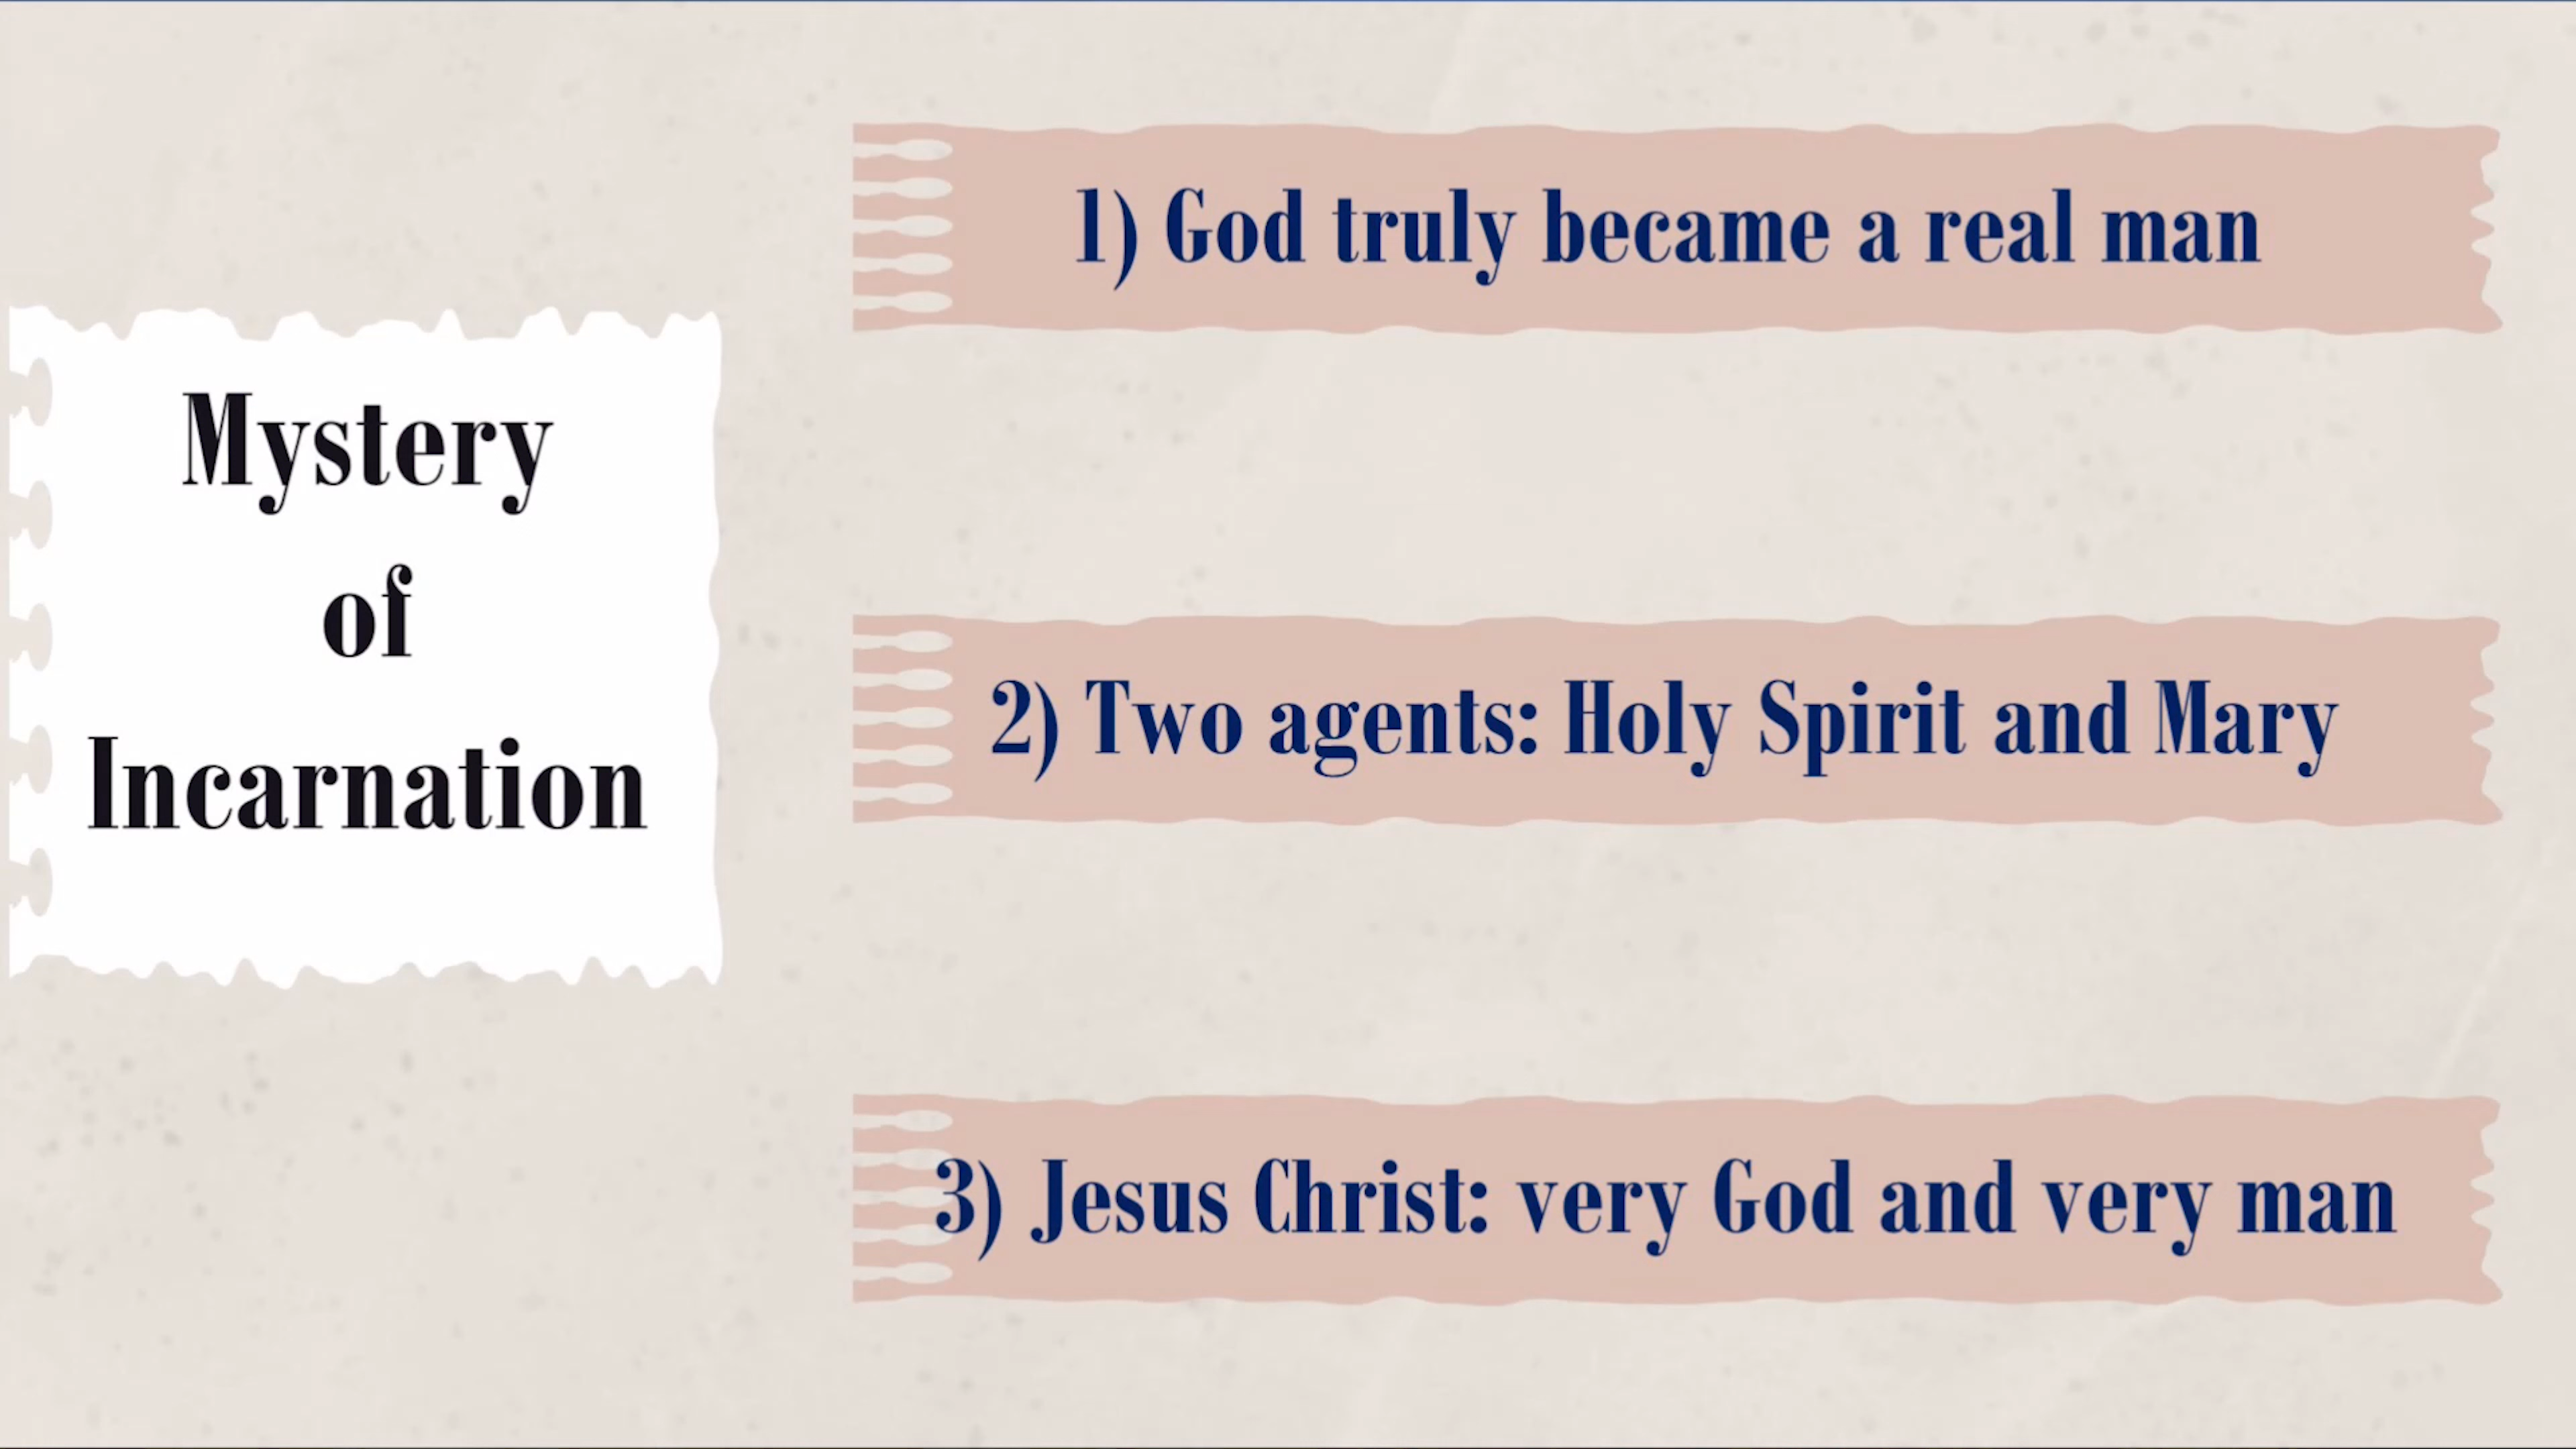 Mystery
of
Incarnation
1) God truly became a real man
2) Two agents: Holy Spirit and Mary
3) Jesus Christ: very God and very man